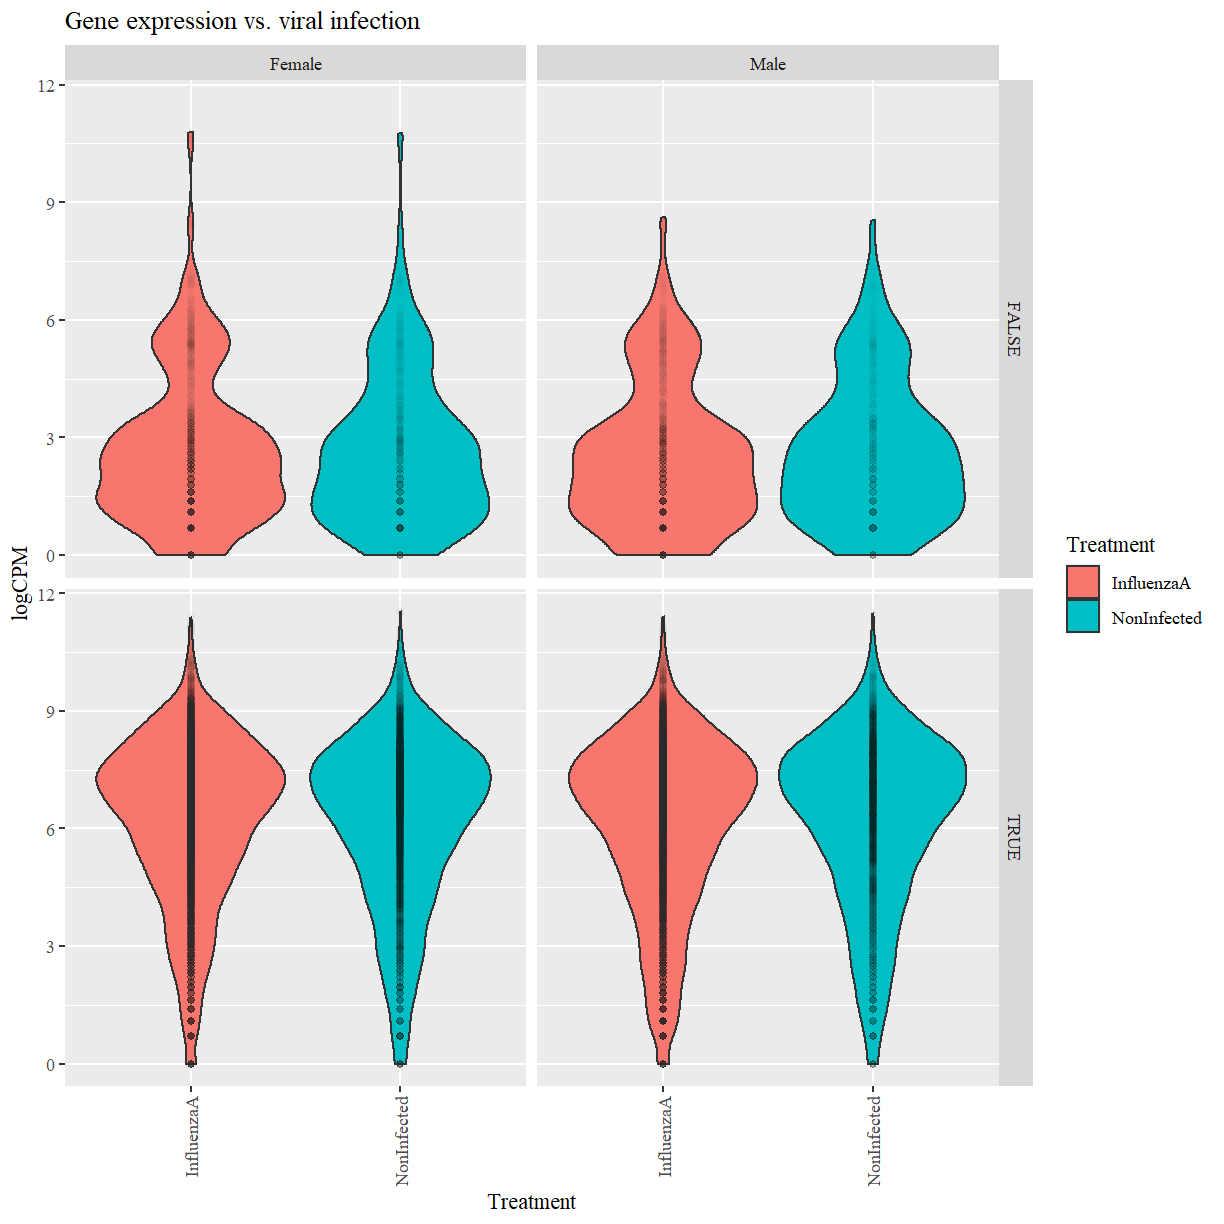 Gene expression vs. viral infection
Female
Male
12
9
6
3
0
FALSE
12
9
6
3
0
TRUE
logCPM
InfluenzaA
NonInfected
InfluenzaA
NonInfected
Treatment
Treatment
InfluenzaA
NonInfected